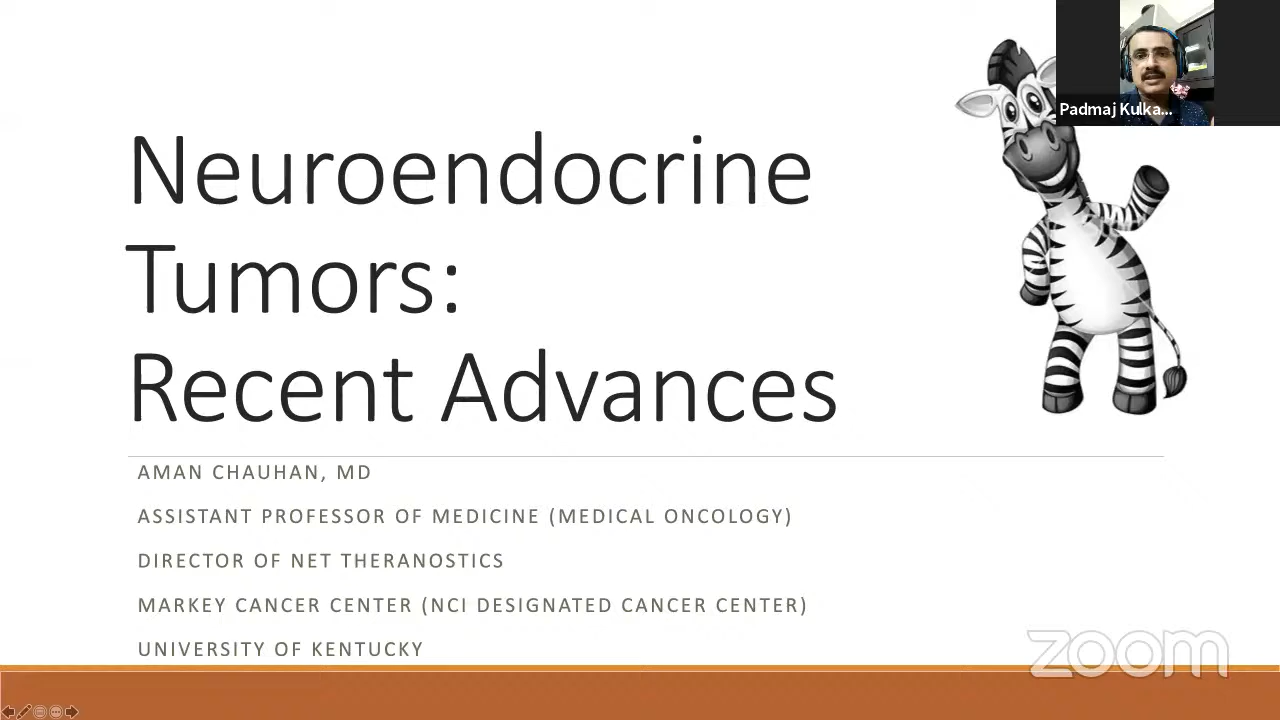 Padmaj Kulka...
Neuroendocrine
Tumors:
Recent Advances
AMAN CHAUHAN, MD
ASSISTANT PROFESSOR OF MEDICINE (MEDICAL ONCOLOGY)
DIRECTOR OF NET THERANOSTICS
MARKEY CANCER CENTER (NCI DESIGNATED CANCER CENTER)
UNIVERSITY OF KENTUCKY
zoom